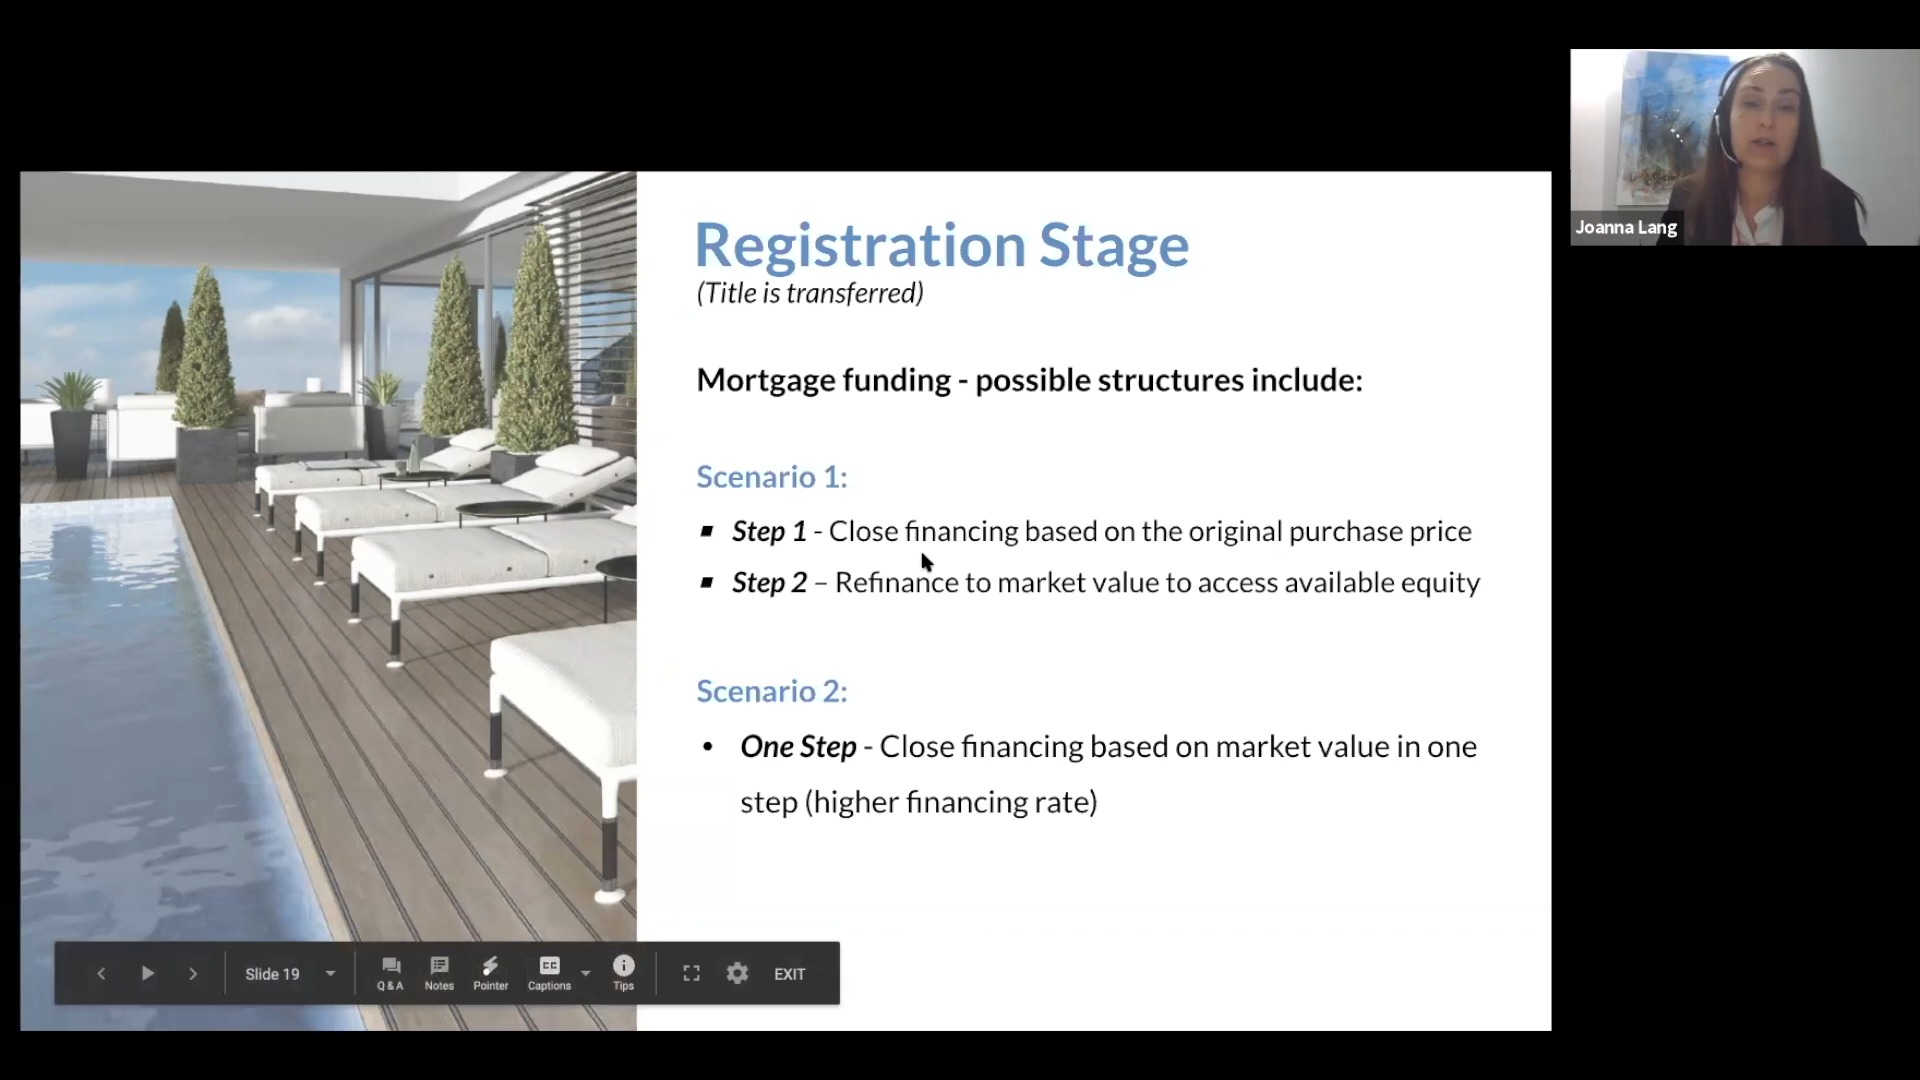 Joanna Lang
Registration Stage
(Title is transferred)
Mortgage funding - possible structures include:
Scenario 1:
▪ Step 1 - Close financing based on the original purchase price
▪ Step 2 – Refinance to market value to access available equity
Scenario 2:
• One Step - Close financing based on market value in one
step (higher financing rate)
Slide 19
Q & A
Notes
Pointer
CC
Captions
Tips
EXIT